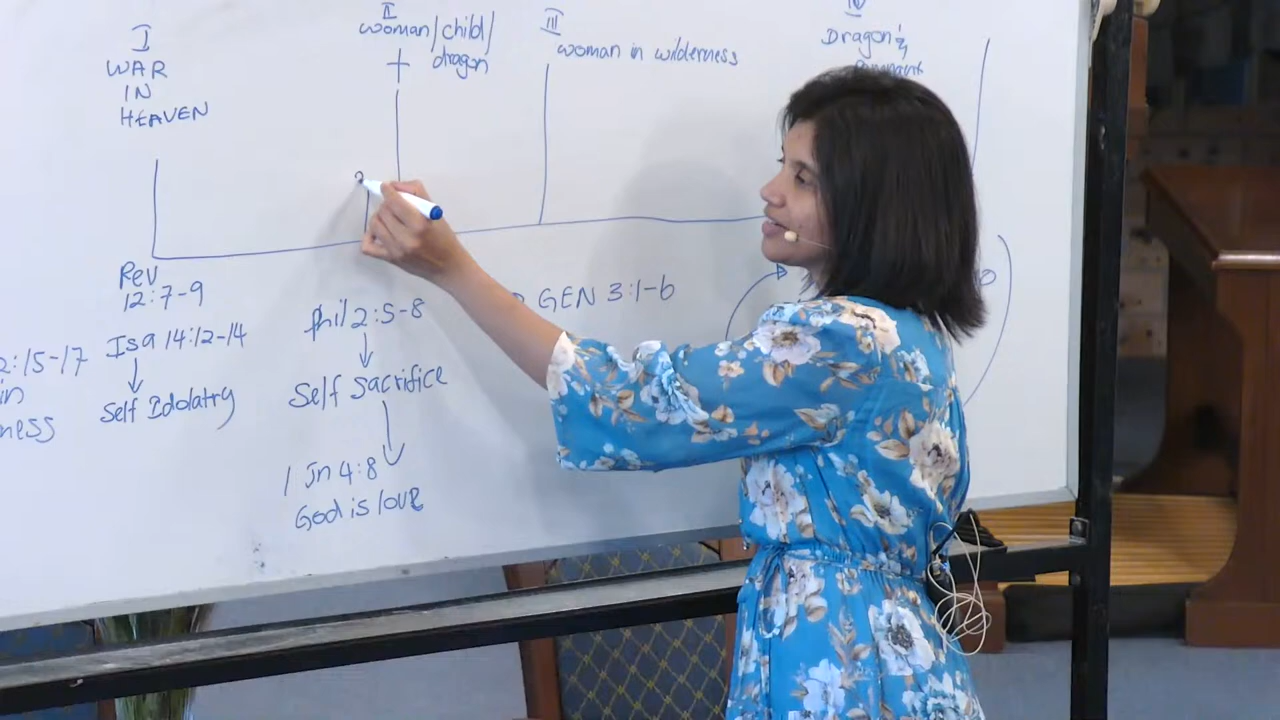 I
WAR
IN
HEAVEN
II
woman/child/
dragon
III
woman in wilderness
IV
Dragon &
Remnant
Rev
12:7-9
Isa 14:12-14
Self Idolatry
2:15-17
in
ness
Phil 2:5-8
Self Sacrifice
1 Jn 4:8
God is love
GEN 3:1-6